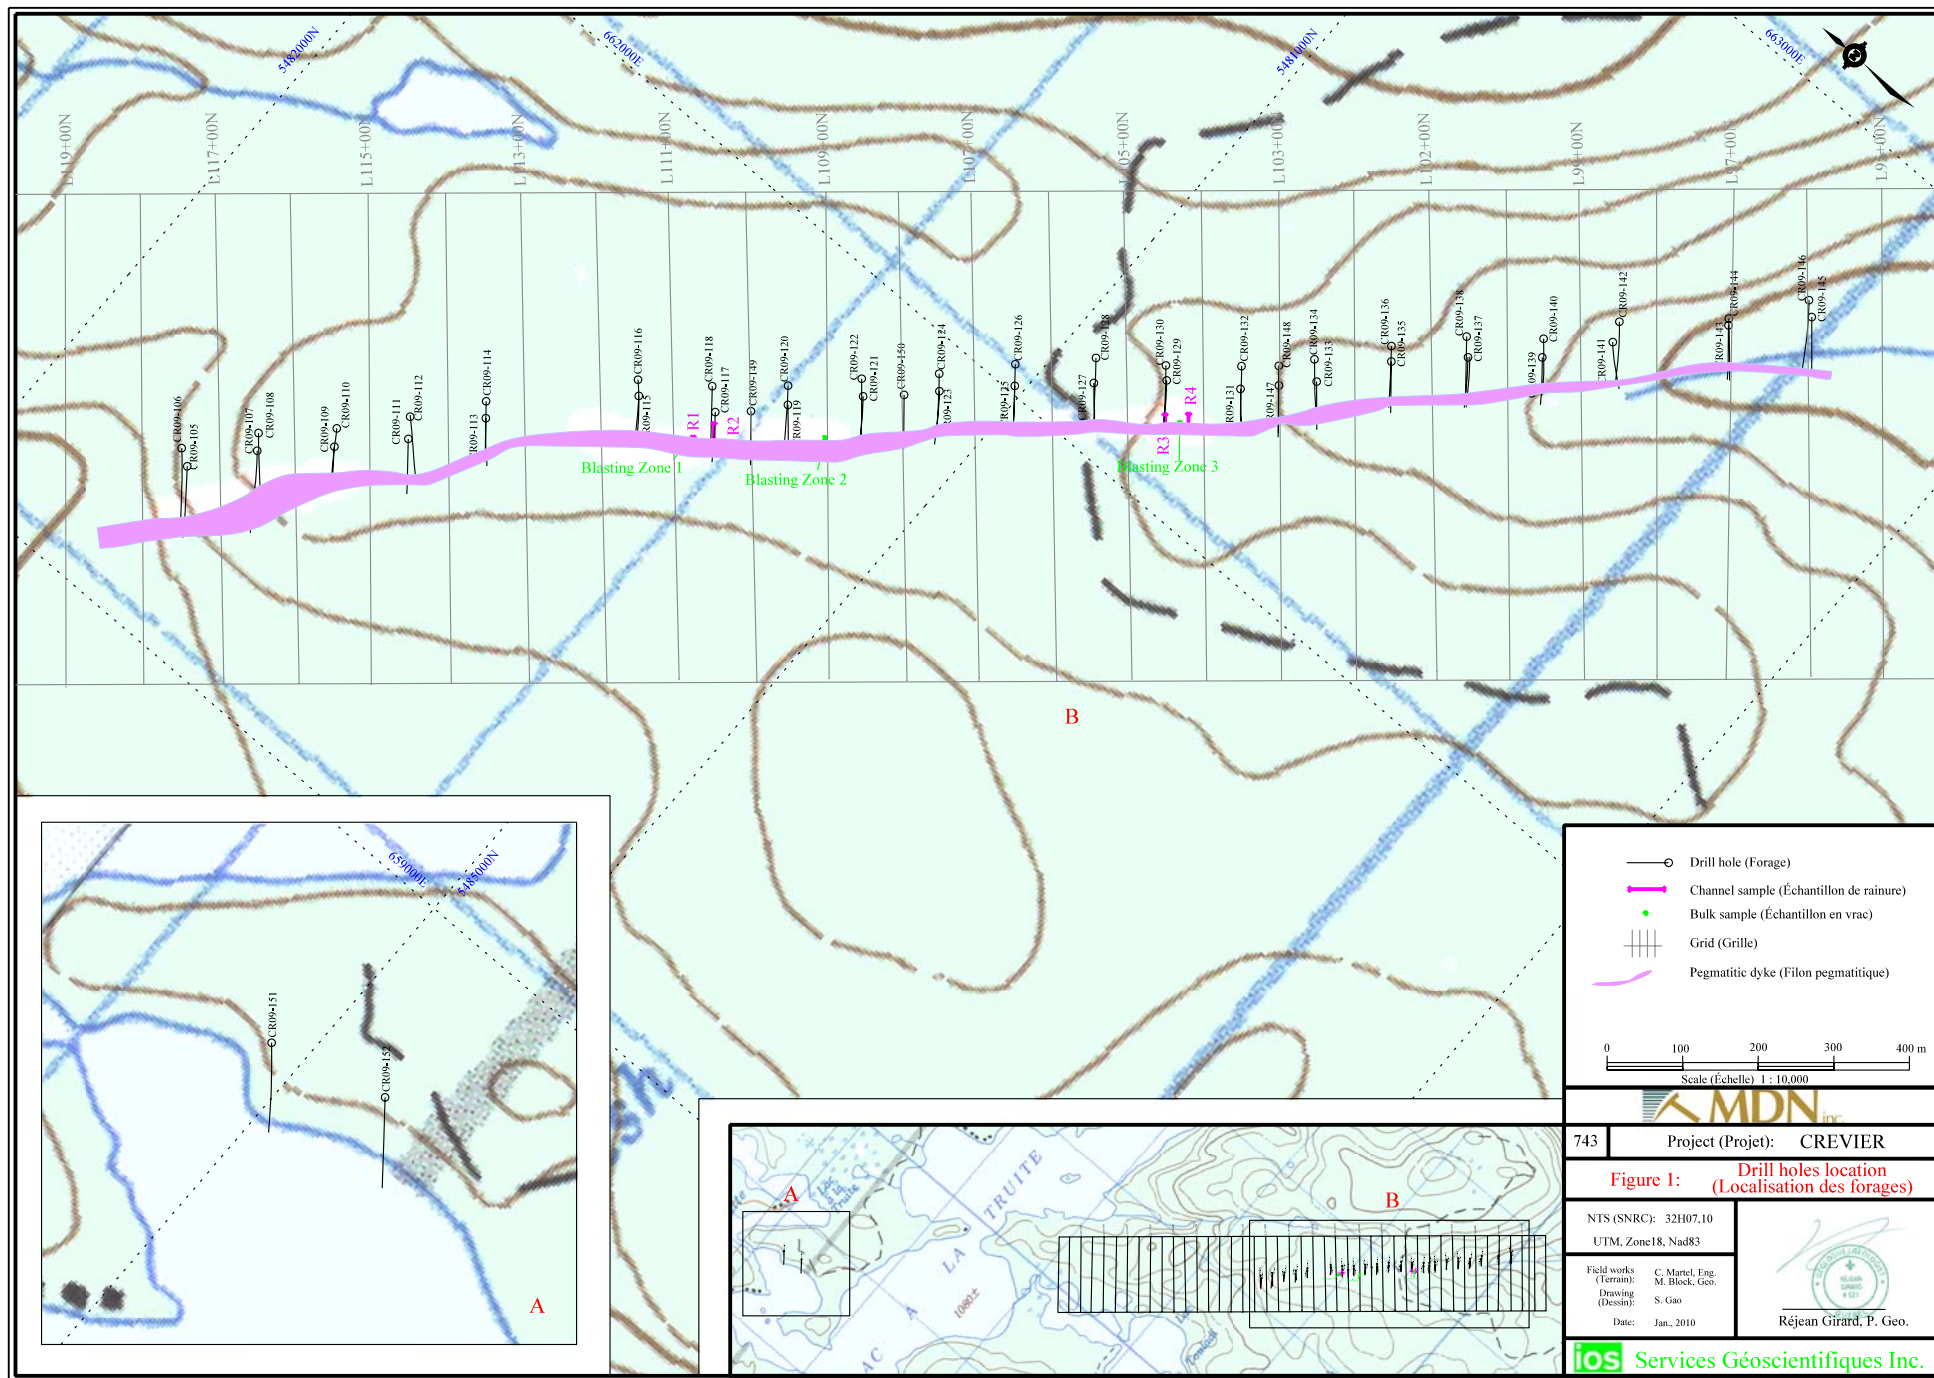 5482000N
662000E
5481000N
663000E
L119+00N
L117+00N
L115+00N
L113+00N
L111+00N
L109+00N
L107+00N
L105+00N
L103+00N
L102+00N
L99+00N
L97+00N
L99+00N
CR09-106
CR09-105
CR09-107
CR09-108
CR09-109
CR09-110
CR09-111
CR09-112
CR09-113
CR09-114
CR09-116
CR09-115
CR09-118
CR09-117
CR09-149
CR09-120
CR09-119
CR09-122
CR09-121
CR09-150
CR09-124
CR09-123
CR09-125
CR09-126
CR09-127
CR09-128
CR09-130
CR09-129
CR09-131
CR09-132
CR09-147
CR09-148
CR09-134
CR09-133
CR09-136
CR09-135
CR09-138
CR09-137
CR09-139
CR09-140
CR09-141
CR09-142
CR09-143
CR09-144
CR09-146
CR09-145
R1
R2
R3
R4
Blasting Zone 1
Blasting Zone 2
Blasting Zone 3
B
659000E
5485000N
CR09-151
CR09-152
A
A
B
Lac
à la
Truite
LAC À LA TRUITE
1080±
Drill hole (Forage)
Channel sample (Échantillon de rainure)
Bulk sample (Échantillon en vrac)
Grid (Grille)
Pegmatitic dyke (Filon pegmatitique)
0 100 200 300 400 m
Scale (Échelle) 1 : 10,000
MDN inc.
743 Project (Projet): CREVIER
Figure 1: Drill holes location
(Localisation des forages)
NTS (SNRC): 32H07,10
UTM, Zone18, Nad83
Field works (Terrain): C. Martel, Eng.
M. Block, Geo.
Drawing (Dessin): S. Gao
Date: Jan., 2010
RÉJEAN
GIRARD
# 521
QUÉBEC
Réjean Girard, P. Geo.
ios Services Géoscientifiques Inc.